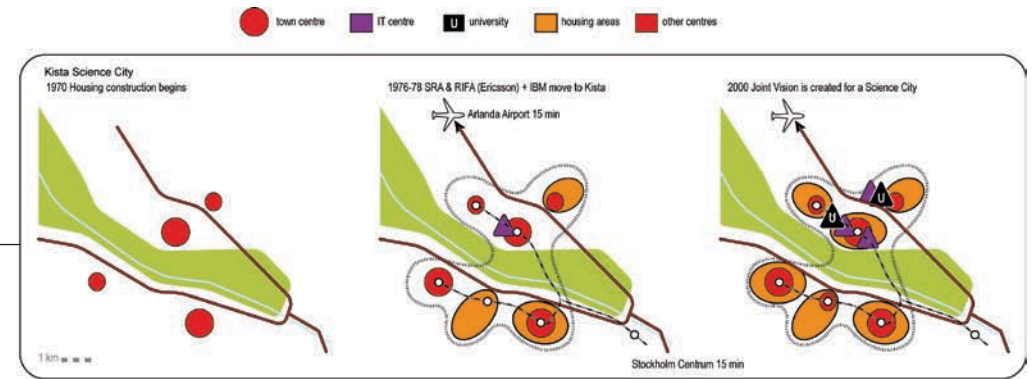 town centre
IT centre
U
university
housing areas
other centres
Kista Science City
1970 Housing construction begins
1976-78 SRA & RIFA (Ericsson) + IBM move to Kista
2000 Joint Vision is created for a Science City
Arlanda Airport 15 min
U
U
1 km
Stockholm Centrum 15 min